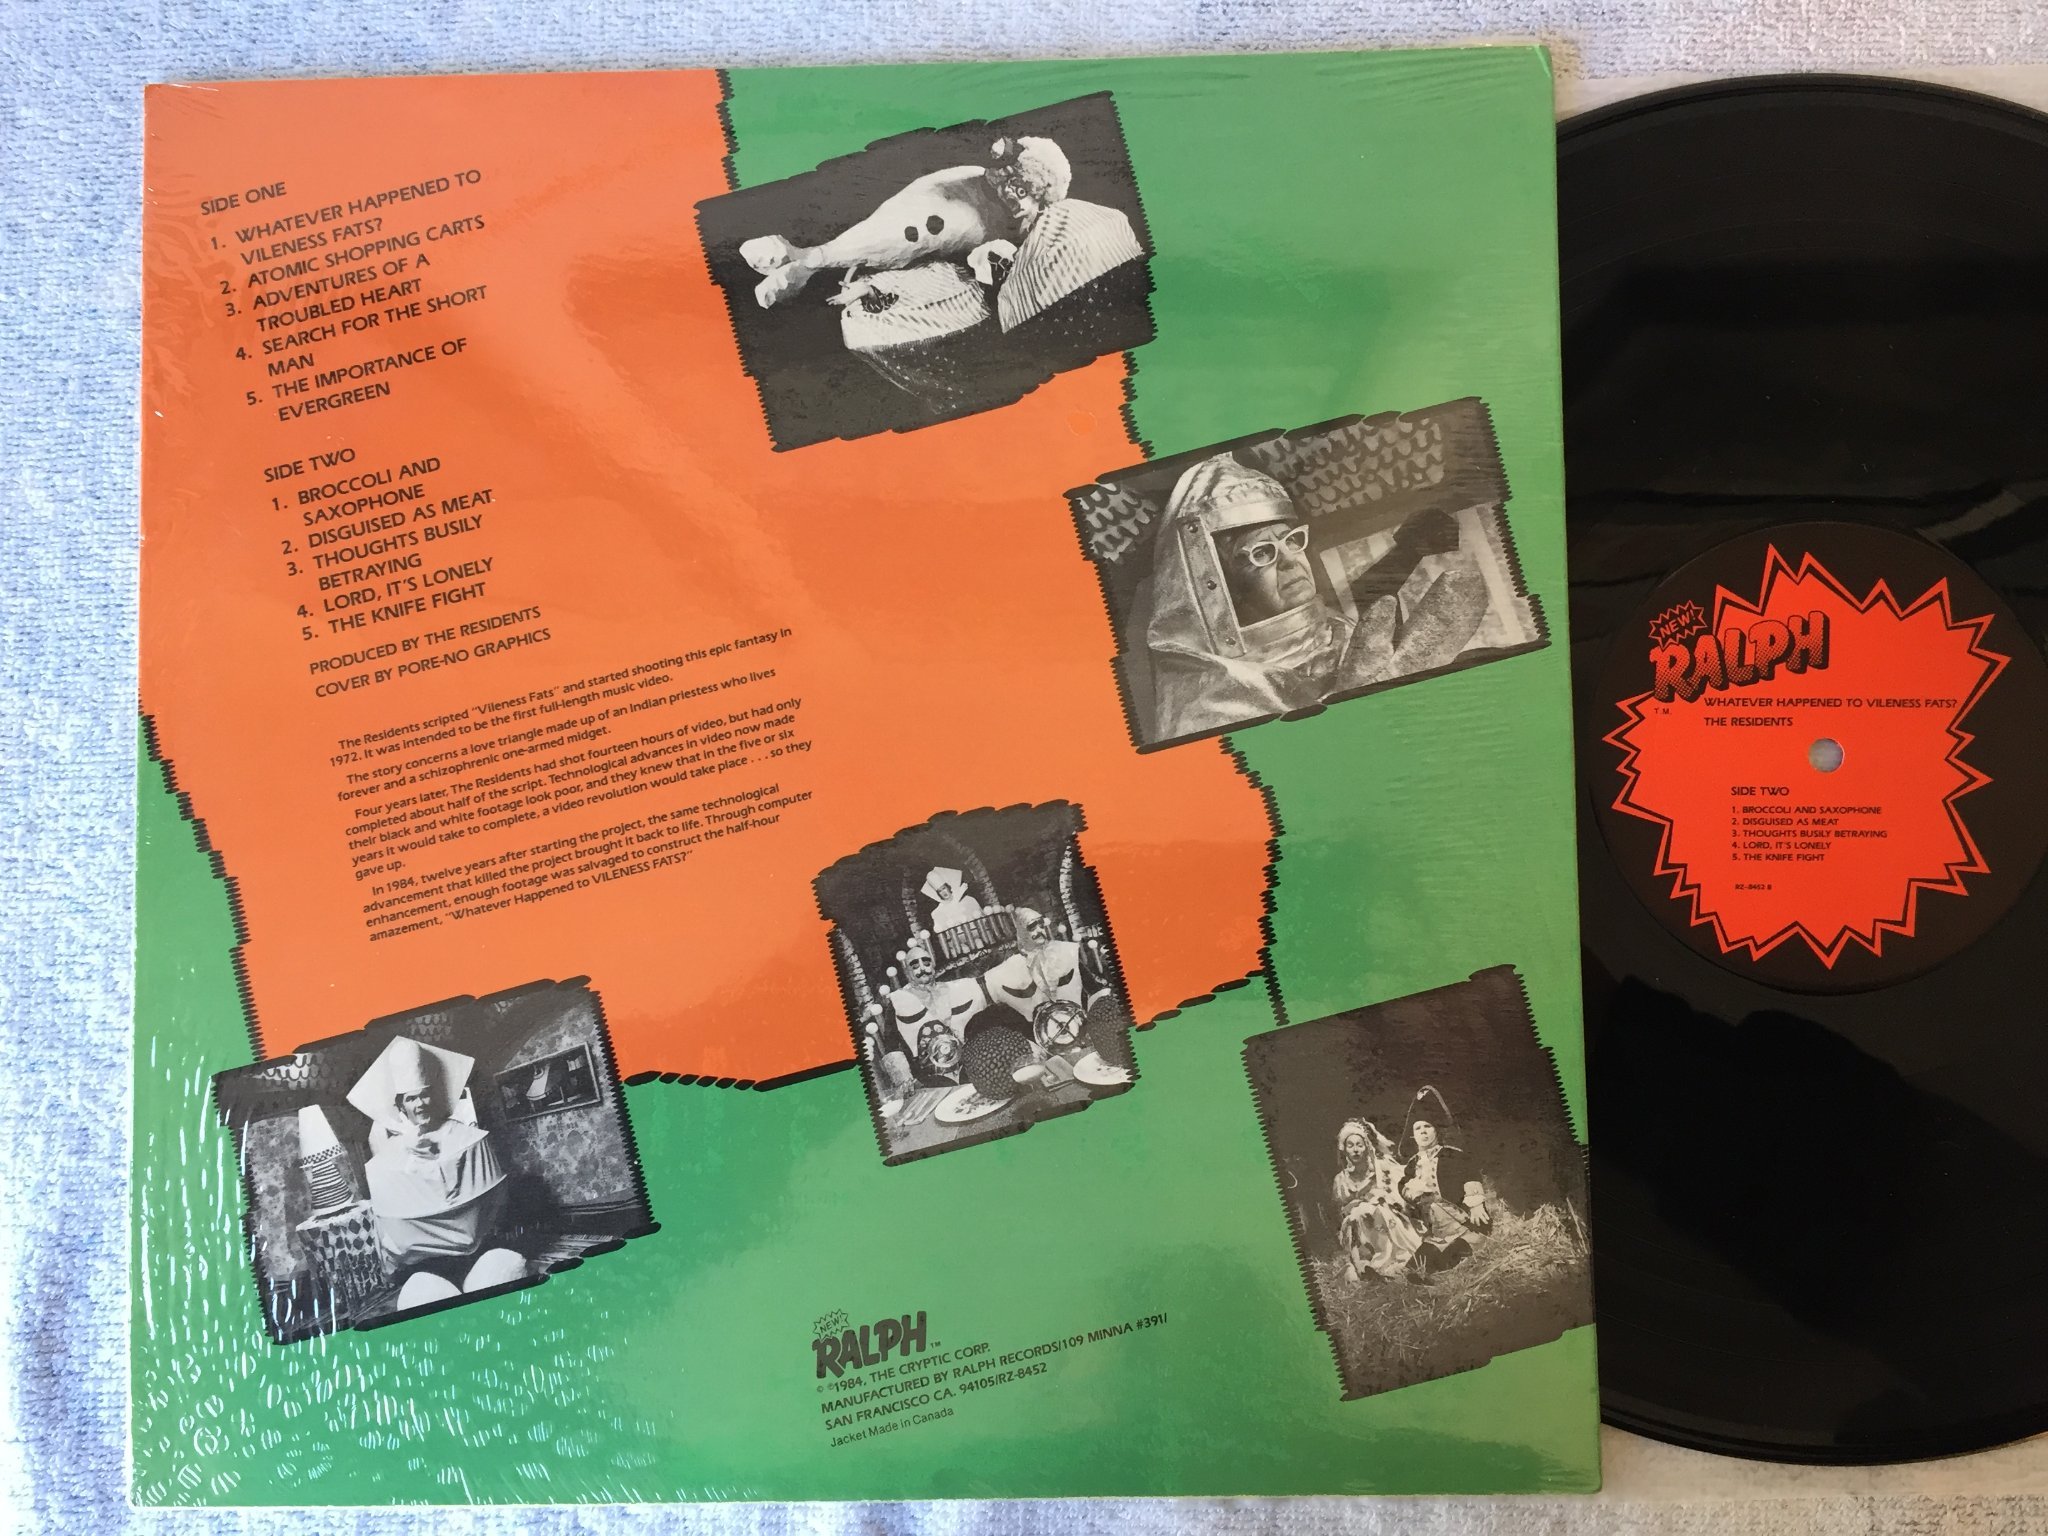 SIDE ONE
1. WHATEVER HAPPENED TO
VILENESS FATS?
2. ATOMIC SHOPPING CARTS
3. ADVENTURES OF A
TROUBLED HEART
4. SEARCH FOR THE SHORT
MAN
5. THE IMPORTANCE OF
EVERGREEN
SIDE TWO
1. BROCCOLI AND
SAXOPHONE
2. DISGUISED AS MEAT
3. THOUGHTS BUSILY
BETRAYING
4. LORD, IT'S LONELY
5. THE KNIFE FIGHT
PRODUCED BY THE RESIDENTS
COVER BY PORE-NO GRAPHICS
The Residents scripted "Vileness Fats" and started shooting this epic fantasy in
1972. It was intended to be the first full-length music video.
The story concerns a love triangle made up of an Indian priestess who lives
forever and a schizophrenic one-armed midget.
Four years later, The Residents had shot fourteen hours of video, but had only
completed about half of the script. Technological advances in video now made
their black and white footage look poor, and they knew that in the five or six
years it would take to complete, a video revolution would take place . . . so they
gave up.
In 1984, twelve years after starting the project, the same technological
advancement that killed the project brought it back to life. Through computer
enhancement, enough footage was salvaged to construct the half-hour
amazement, "Whatever Happened to VILENESS FATS?"
NEW!
RALPH TM
© ℗1984, THE CRYPTIC CORP.
MANUFACTURED BY RALPH RECORDS/109 MINNA #391/
SAN FRANCISCO CA. 94105/RZ-8452
Jacket Made in Canada
NEW!
RALPH
T.M.
WHATEVER HAPPENED TO VILENESS FATS?
THE RESIDENTS
SIDE TWO
1. BROCCOLI AND SAXOPHONE
2. DISGUISED AS MEAT
3. THOUGHTS BUSILY BETRAYING
4. LORD, IT'S LONELY
5. THE KNIFE FIGHT
RZ-8452 B